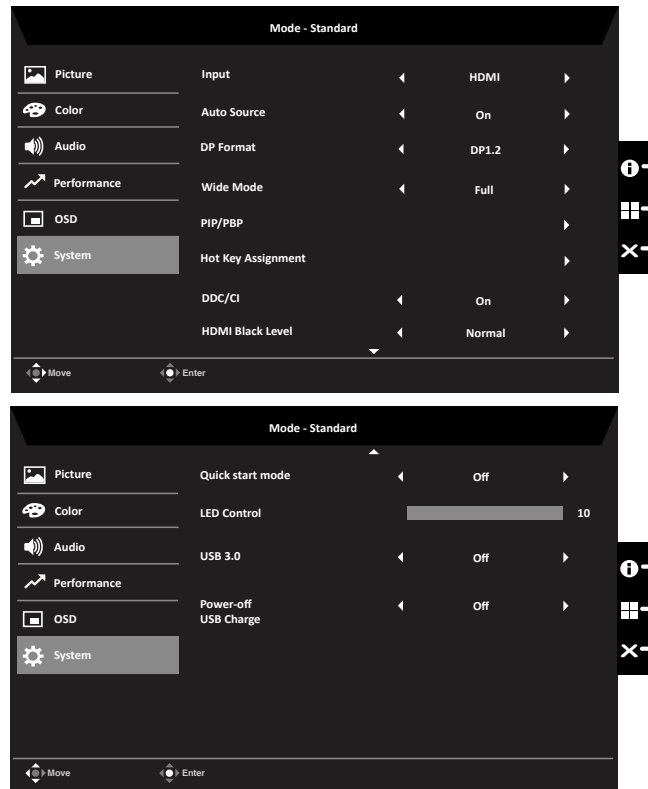 Mode - Standard
Picture
Input HDMI
Color
Auto Source On
Audio
DP Format DP1.2
Performance
Wide Mode Full
OSD
PIP/PBP
System
Hot Key Assignment
DDC/CI On
HDMI Black Level Normal
Move Enter
Mode - Standard
Picture
Quick start mode Off
Color
LED Control 10
Audio
USB 3.0 Off
Performance
OSD
Power-off Off
USB Charge
System
Move Enter